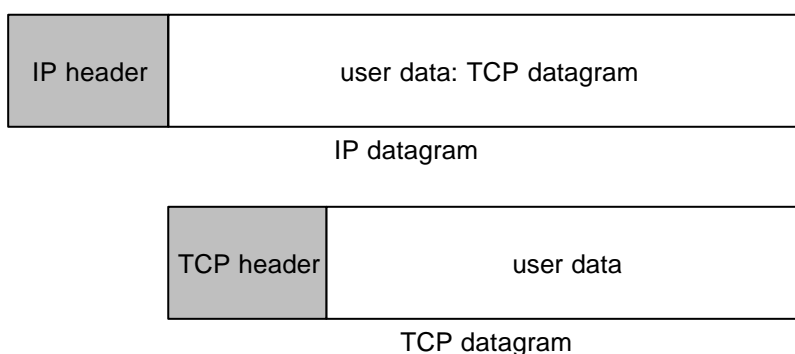 IP header
user data: TCP datagram
IP datagram
TCP header
user data
TCP datagram